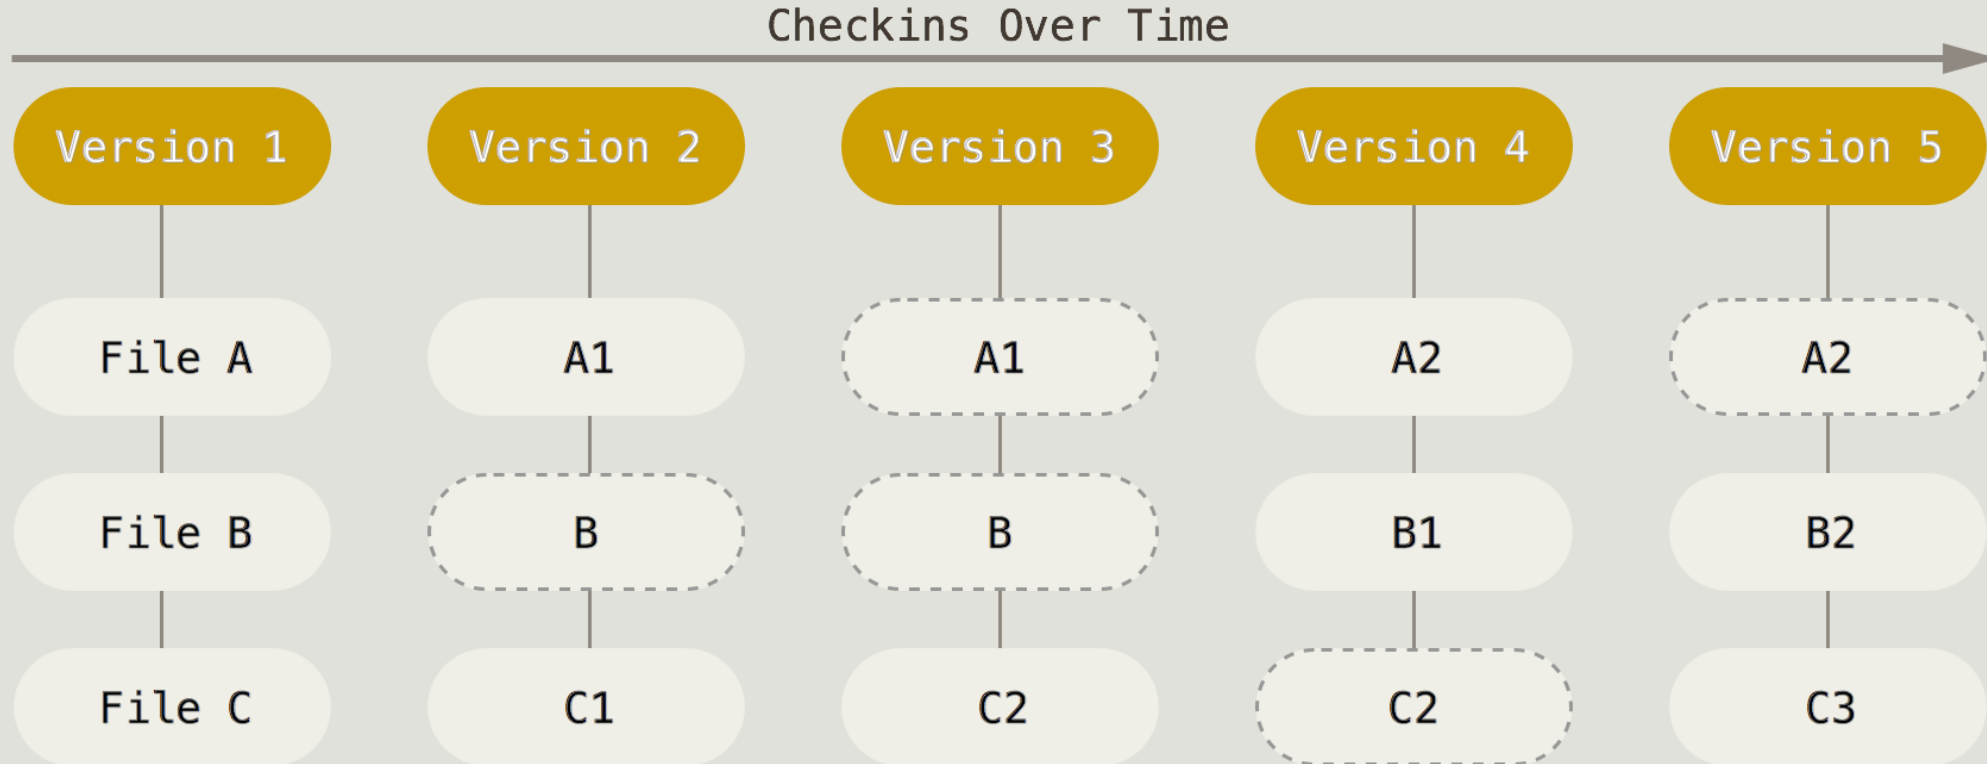 Checkins Over Time
Version 1 Version 2 Version 3 Version 4 Version 5
File A A1 A1 A2 A2
File B B B B1 B2
File C C1 C2 C2 C3